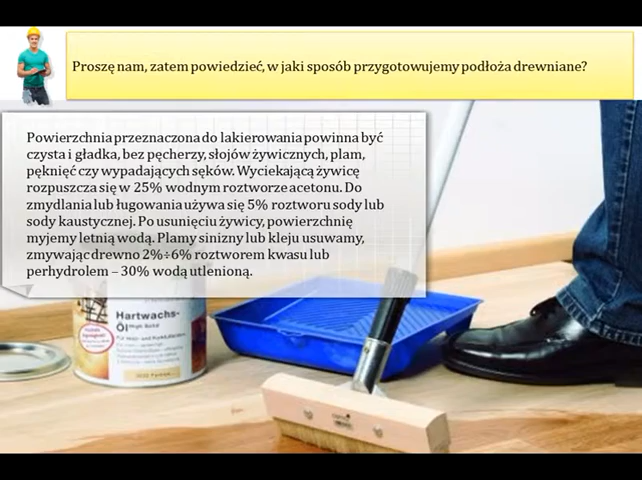 Proszę nam, zatem powiedzieć, w jaki sposób przygotowujemy podłoża drewniane?
Powierzchnia przeznaczona do lakierowania powinna być
czysta i gładka, bez pęcherzy, słojów żywicznych, plam,
pęknięć czy wypadających sęków. Wyciekającą żywicę
rozpuszcza się w 25% wodnym roztworze acetonu. Do
zmydlania lub ługowania używa się 5% roztworu sody lub
sody kaustycznej. Po usunięciu żywicy, powierzchnię
myjemy letnią wodą. Plamy sinizny lub kleju usuwamy,
zmywając drewno 2%÷6% roztworem kwasu lub
perhydrolem – 30% wodą utlenioną.
Hartwachs-
Öl High Solid